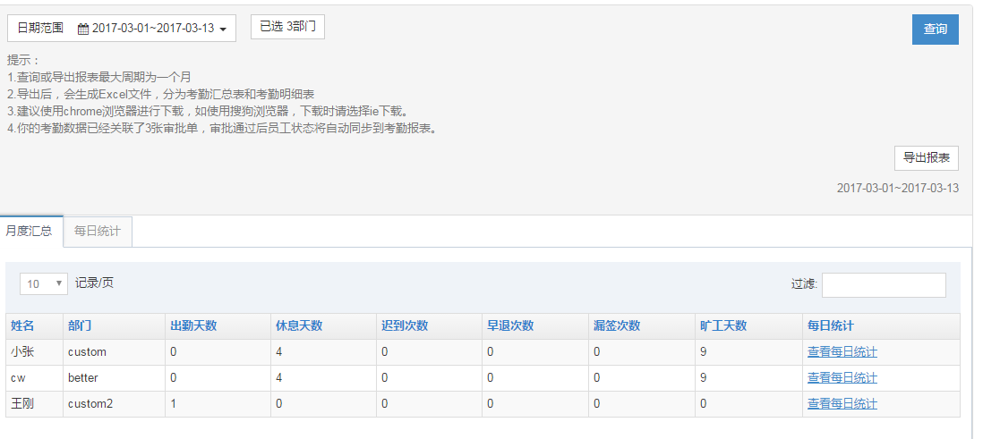 日期范围 2017-03-01~2017-03-13 已选 3部门 查询
提示：
1.查询或导出报表最大周期为一个月
2.导出后，会生成Excel文件，分为考勤汇总表和考勤明细表
3.建议使用chrome浏览器进行下载，如使用搜狗浏览器，下载时请选择ie下载。
4.你的考勤数据已经关联了3张审批单，审批通过后员工状态将自动同步到考勤报表。
导出报表
2017-03-01~2017-03-13
月度汇总 每日统计
10 记录/页 过滤:
姓名 部门 出勤天数 休息天数 迟到次数 早退次数 漏签次数 旷工天数 每日统计
小张 custom 0 4 0 0 0 9 查看每日统计
cw better 0 4 0 0 0 9 查看每日统计
王刚 custom2 1 0 0 0 0 0 查看每日统计